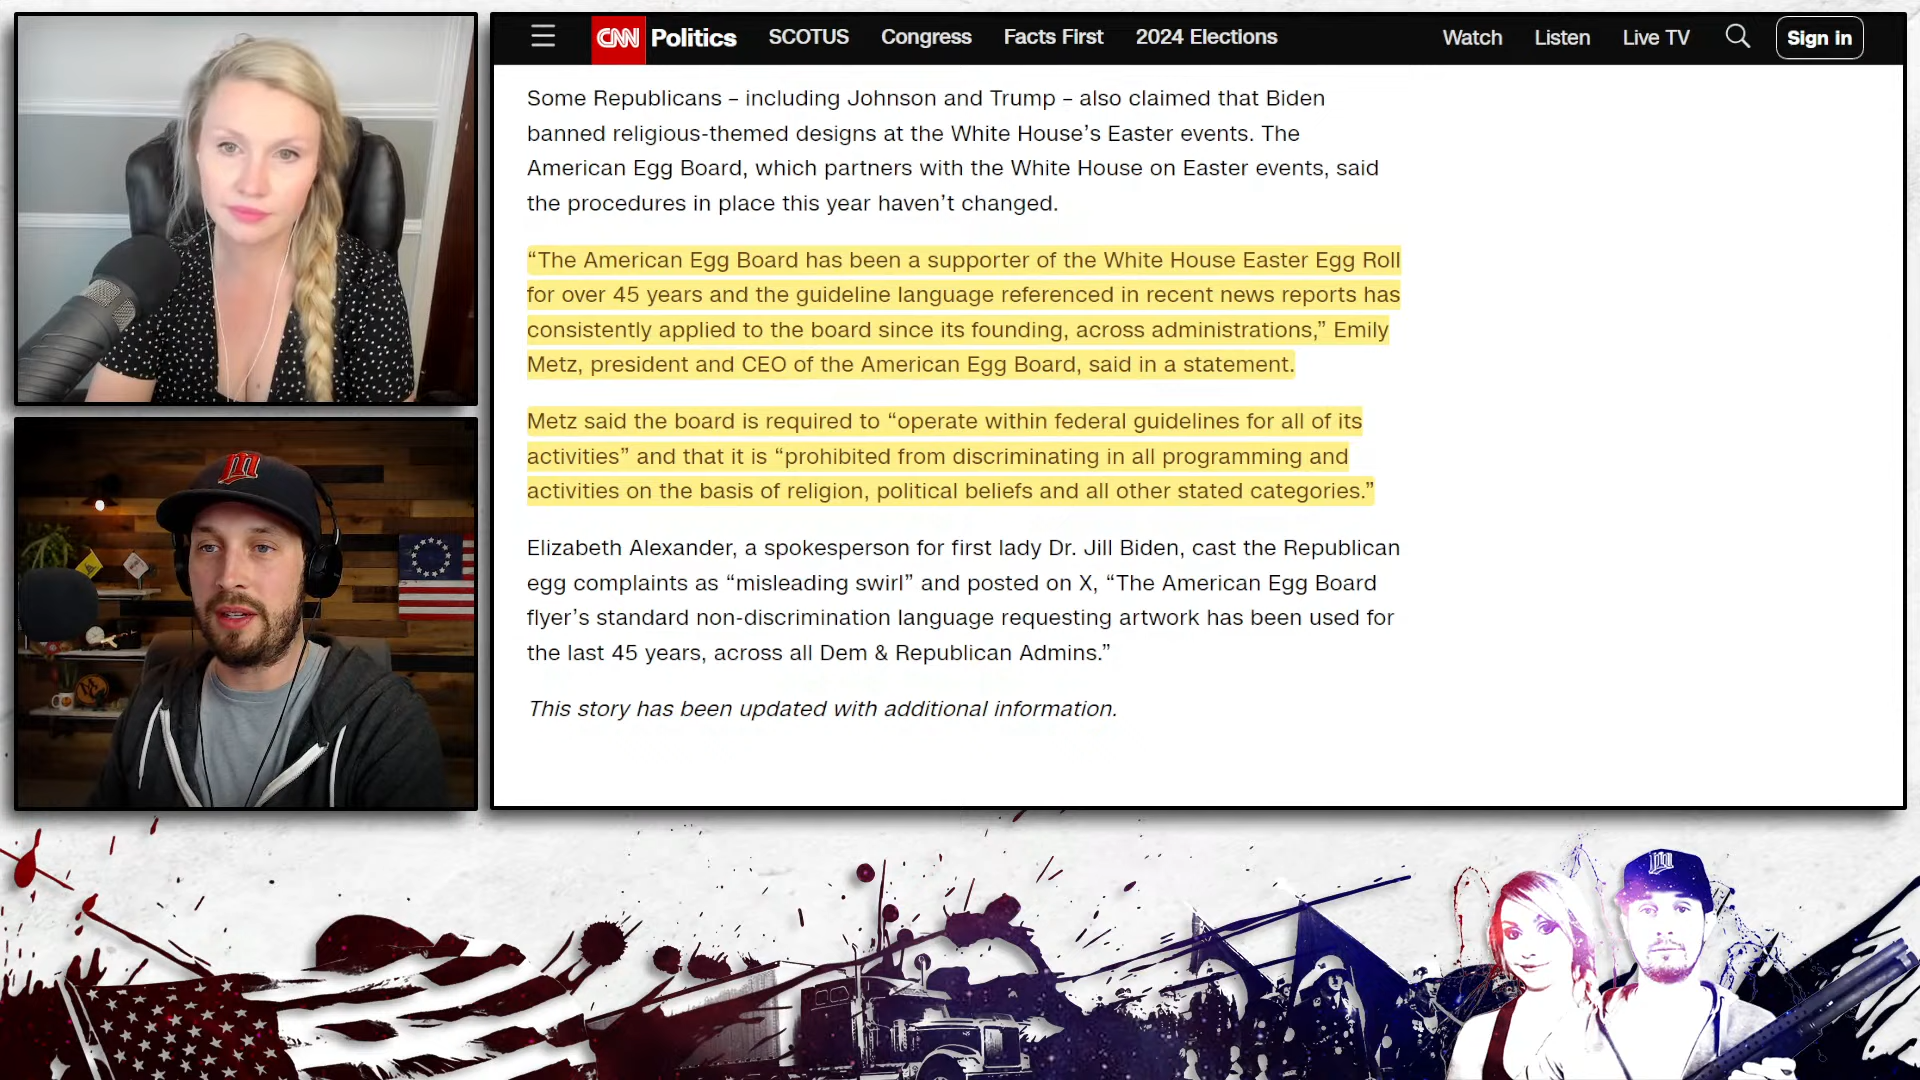 CNN Politics SCOTUS Congress Facts First 2024 Elections Watch Listen Live TV Sign in
Some Republicans – including Johnson and Trump – also claimed that Biden
banned religious-themed designs at the White House’s Easter events. The
American Egg Board, which partners with the White House on Easter events, said
the procedures in place this year haven’t changed.
“The American Egg Board has been a supporter of the White House Easter Egg Roll
for over 45 years and the guideline language referenced in recent news reports has
consistently applied to the board since its founding, across administrations,” Emily
Metz, president and CEO of the American Egg Board, said in a statement.
Metz said the board is required to “operate within federal guidelines for all of its
activities” and that it is “prohibited from discriminating in all programming and
activities on the basis of religion, political beliefs and all other stated categories.”
Elizabeth Alexander, a spokesperson for first lady Dr. Jill Biden, cast the Republican
egg complaints as “misleading swirl” and posted on X, “The American Egg Board
flyer’s standard non-discrimination language requesting artwork has been used for
the last 45 years, across all Dem & Republican Admins.”
This story has been updated with additional information.